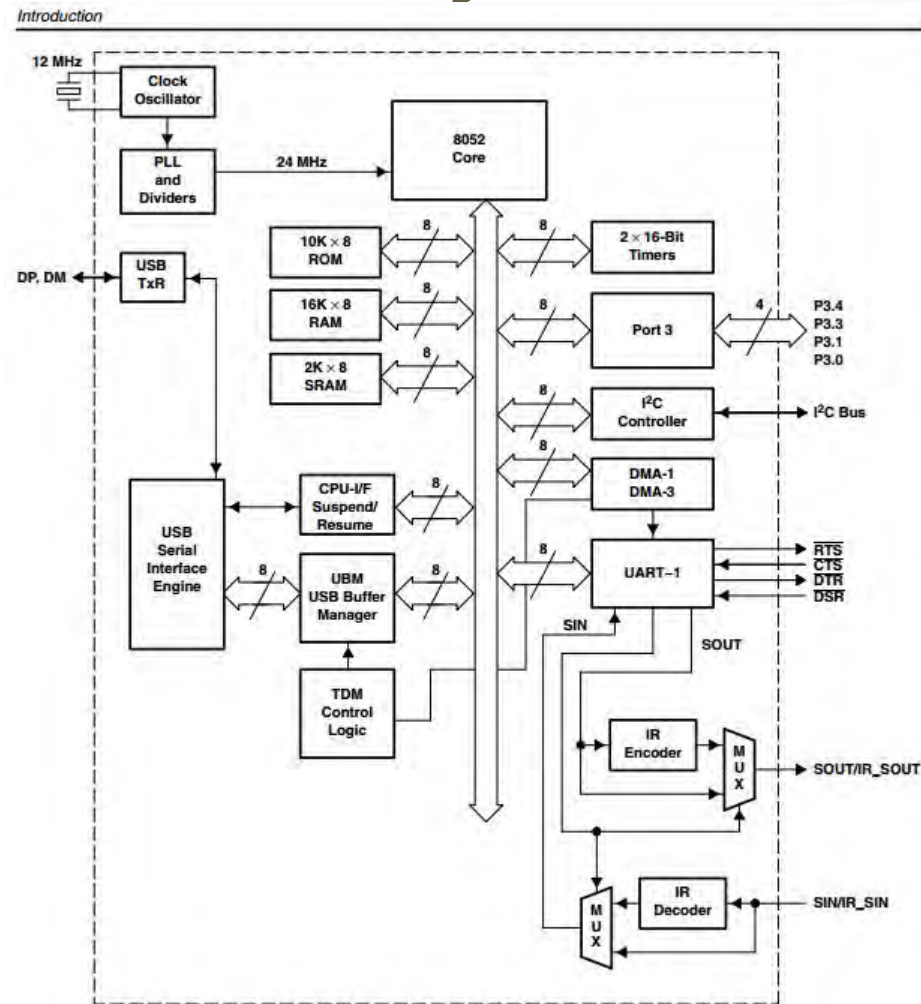 Introduction
12 MHz
Clock
Oscillator
PLL
and
Dividers
24 MHz
8052
Core
10K × 8
ROM
8
8
2 × 16-Bit
Timers
DP, DM
USB
TxR
16K × 8
RAM
8
8
Port 3
4
P3.4
P3.3
P3.1
P3.0
2K × 8
SRAM
8
8
I²C
Controller
I²C Bus
8
DMA-1
DMA-3
USB
Serial
Interface
Engine
CPU-I/F
Suspend/
Resume
8
8
UBM
USB Buffer
Manager
8
8
UART–1
RTS
CTS
DTR
DSR
SIN
SOUT
TDM
Control
Logic
IR
Encoder
MUX
SOUT/IR_SOUT
MUX
IR
Decoder
SIN/IR_SIN